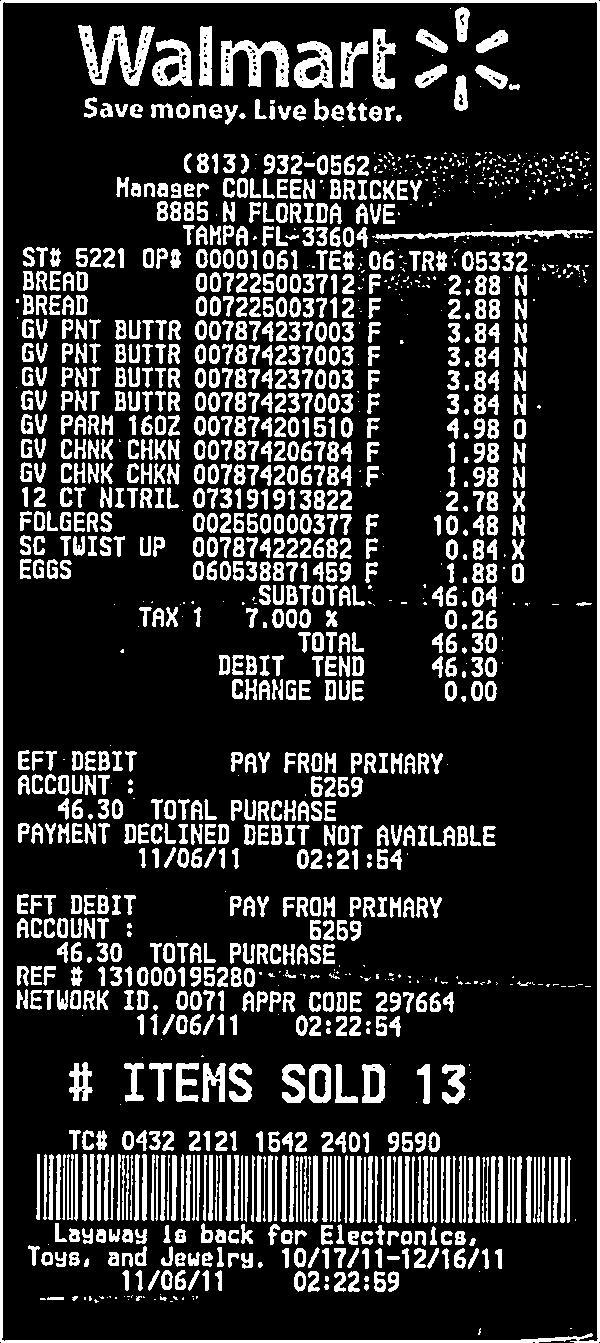 Walmart
Save money. Live better.
(813) 932-0562
Manager COLLEEN BRICKEY
8885 N FLORIDA AVE
TAMPA FL 33604
ST# 5221 OP# 00001061 TE# 06 TR# 05332
BREAD 007225003712 F 2.88 N
BREAD 007225003712 F 2.88 N
GV PNT BUTTR 007874237003 F 3.84 N
GV PNT BUTTR 007874237003 F 3.84 N
GV PNT BUTTR 007874237003 F 3.84 N
GV PNT BUTTR 007874237003 F 3.84 N
GV PARM 16OZ 007874201510 F 4.98 O
GV CHNK CHKN 007874206784 F 1.98 N
GV CHNK CHKN 007874206784 F 1.98 N
12 CT NITRIL 073191913822 2.78 X
FOLGERS 002550000377 F 10.48 N
SC TWIST UP 007874222682 F 0.84 X
EGGS 060538871459 F 1.88 O
SUBTOTAL 46.04
TAX 1 7.000 % 0.26
TOTAL 46.30
DEBIT TEND 46.30
CHANGE DUE 0.00
EFT DEBIT PAY FROM PRIMARY
ACCOUNT : 5259
46.30 TOTAL PURCHASE
PAYMENT DECLINED DEBIT NOT AVAILABLE
11/06/11 02:21:54
EFT DEBIT PAY FROM PRIMARY
ACCOUNT : 5259
46.30 TOTAL PURCHASE
REF # 131000195280
NETWORK ID. 0071 APPR CODE 297664
11/06/11 02:22:54
# ITEMS SOLD 13
TC# 0432 2121 1542 2401 9590
Layaway is back for Electronics,
Toys, and Jewelry. 10/17/11-12/16/11
11/06/11 02:22:59